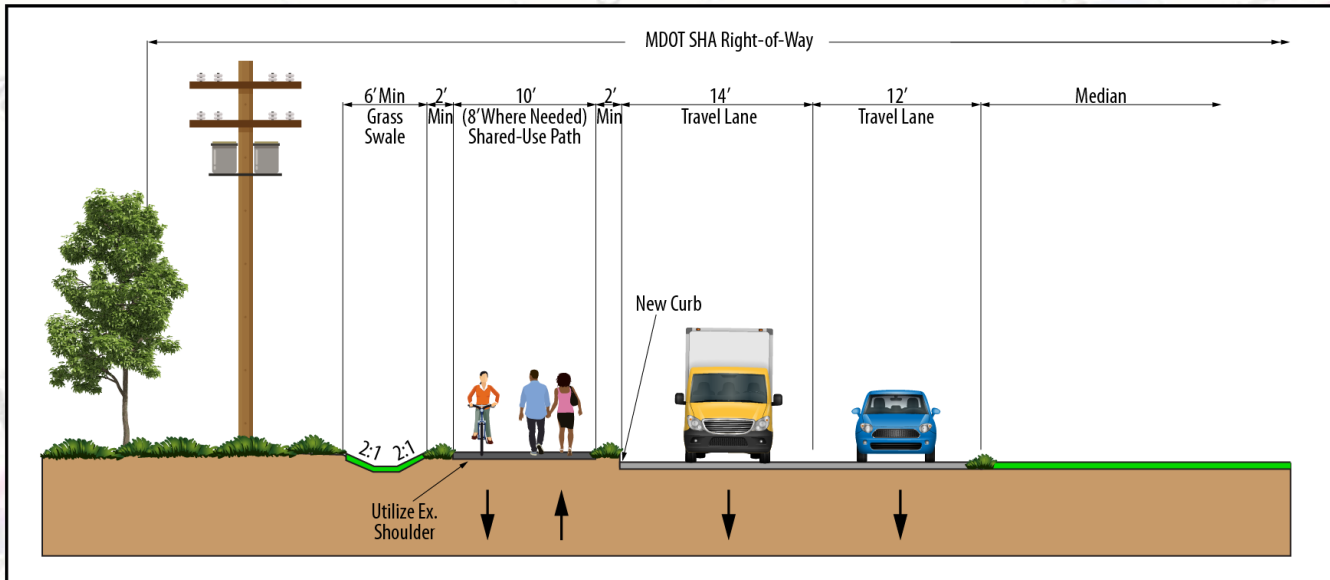 MDOT SHA Right-of-Way
6' Min
Grass
Swale
2'
Min
10'
(8' Where Needed)
Shared-Use Path
2'
Min
14'
Travel Lane
12'
Travel Lane
Median
New Curb
2:1
2:1
Utilize Ex.
Shoulder